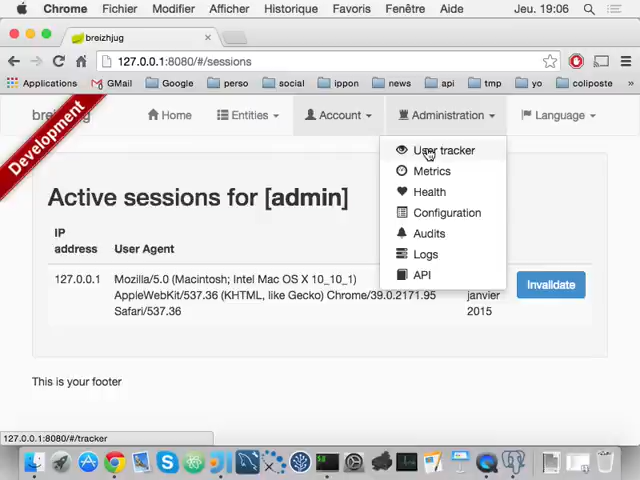 Chrome Fichier Modifier Afficher Historique Favoris Fenêtre Aide Jeu. 19:06
breizhjug
127.0.0.1:8080/#/sessions
Applications GMail Google perso social ippon news api tmp yo coliposte »
Development
Home Entities Account Administration Language
User tracker
Metrics
Health
Configuration
Audits
Logs
API
Active sessions for [admin]
IP
address User Agent
127.0.0.1 Mozilla/5.0 (Macintosh; Intel Mac OS X 10_10_1)
AppleWebKit/537.36 (KHTML, like Gecko) Chrome/39.0.2171.95 janvier
Safari/537.36 2015
Invalidate
This is your footer
127.0.0.1:8080/#/tracker